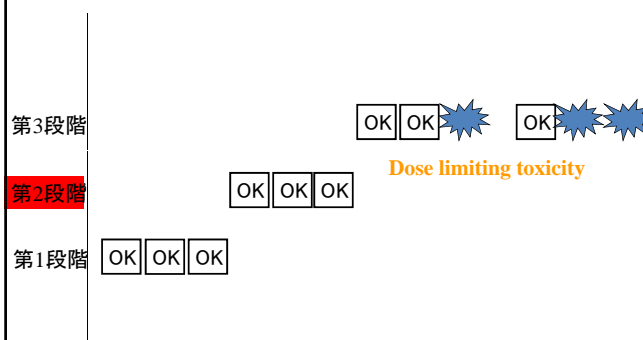 第3段階 OK OK OK
Dose limiting toxicity
第2段階 OK OK OK
第1段階 OK OK OK